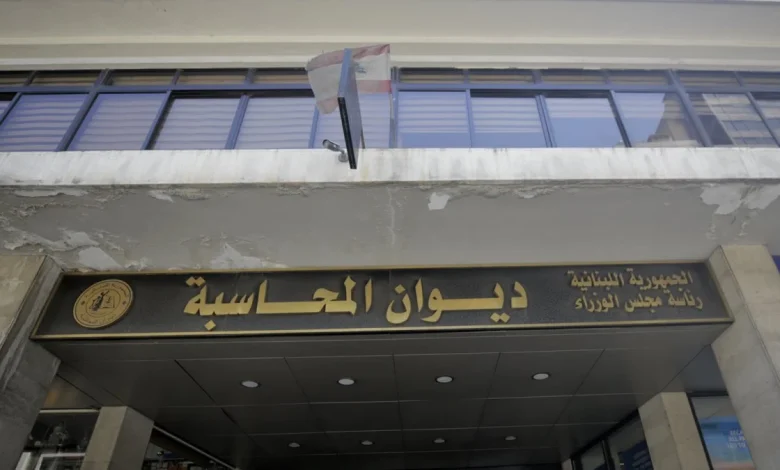 الجمهورية اللبنانية
رئاسة مجلس الوزراء
ديوان المحاسبة